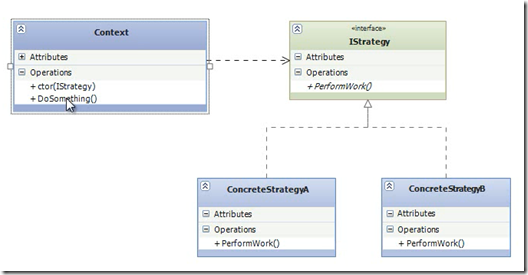 Context
Attributes
Operations
+ ctor(IStrategy)
+ DoSomething()
«interface»
IStrategy
Attributes
Operations
+ PerformWork()
ConcreteStrategyA
Attributes
Operations
+ PerformWork()
ConcreteStrategyB
Attributes
Operations
+ PerformWork()